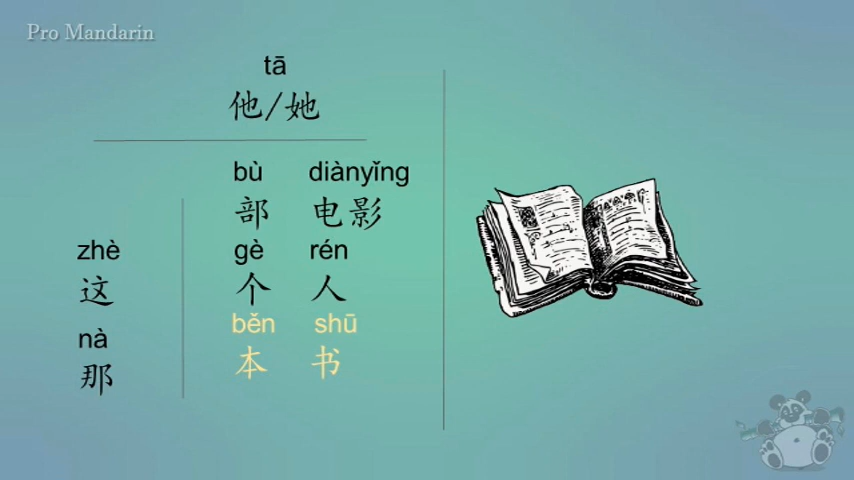 Pro Mandarin
tā
他/她
bù diànyǐng
部 电影
zhè gè rén
这 个 人
běn shū
本 书
nà
那